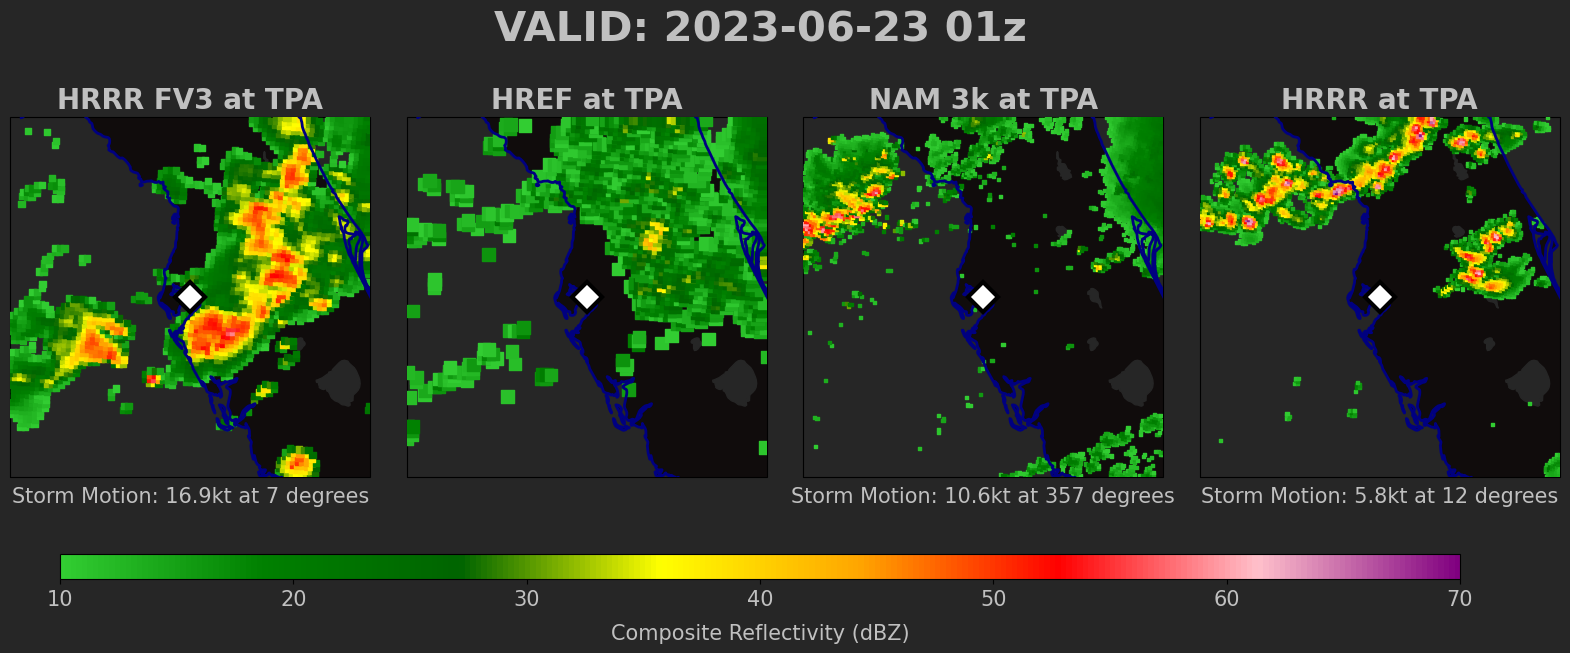 VALID: 2023-06-23 01z
HRRR FV3 at TPA
HREF at TPA
NAM 3k at TPA
HRRR at TPA
Storm Motion: 16.9kt at 7 degrees
Storm Motion: 10.6kt at 357 degrees
Storm Motion: 5.8kt at 12 degrees
10 20 30 40 50 60 70
Composite Reflectivity (dBZ)